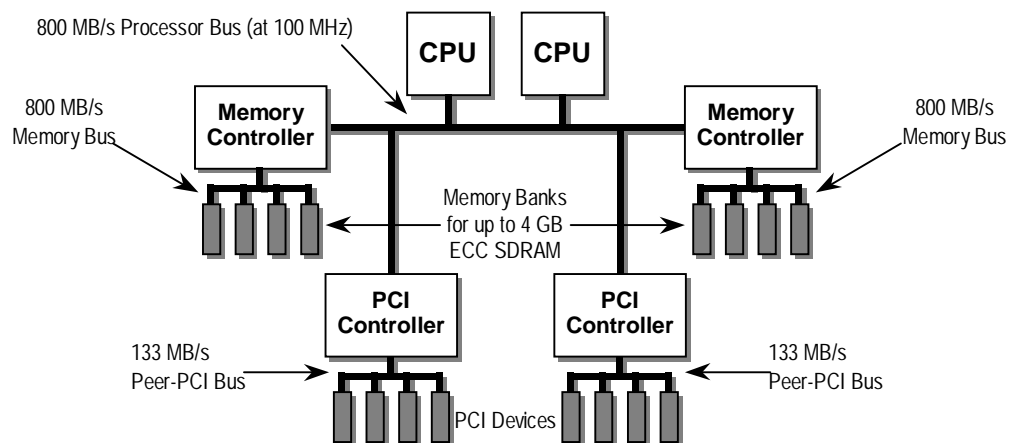 800 MB/s Processor Bus (at 100 MHz)
CPU
CPU
800 MB/s
Memory Bus
Memory
Controller
Memory
Controller
800 MB/s
Memory Bus
Memory Banks
for up to 4 GB
ECC SDRAM
PCI
Controller
PCI
Controller
133 MB/s
Peer-PCI Bus
133 MB/s
Peer-PCI Bus
PCI Devices